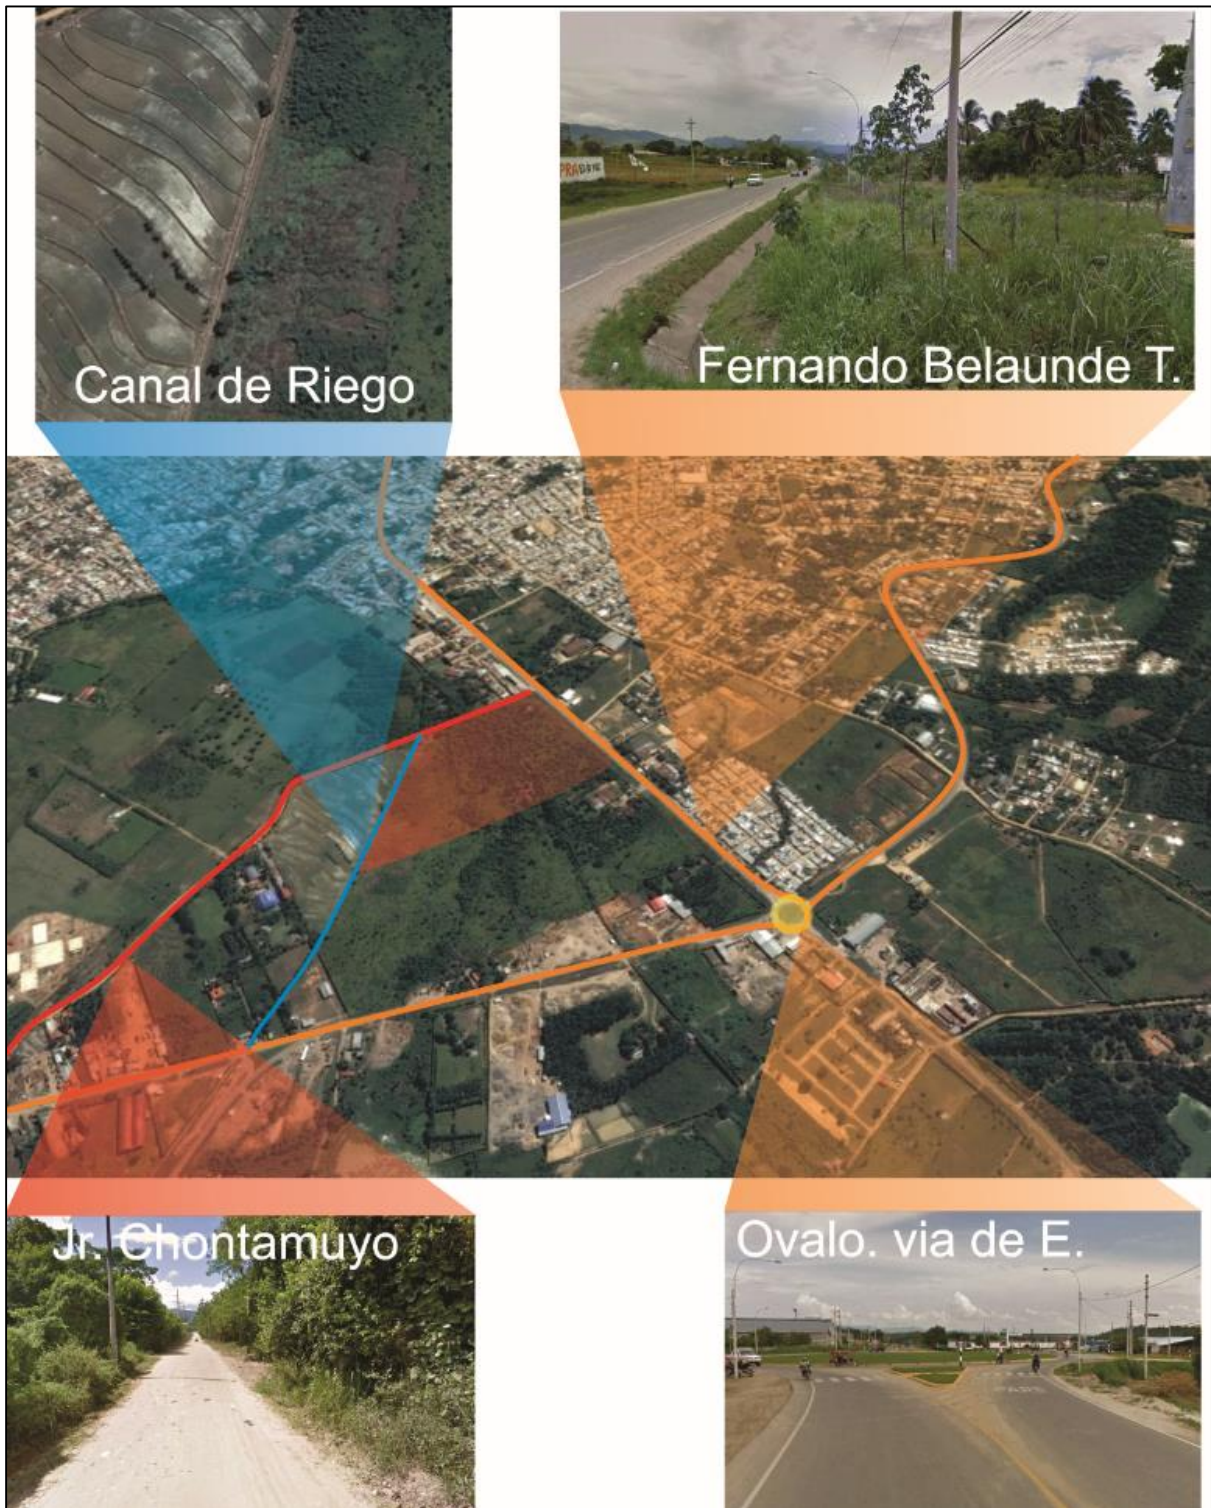 Canal de Riego
Fernando Belaunde T.
Jr. Chontamuyo
Ovalo. via de E.